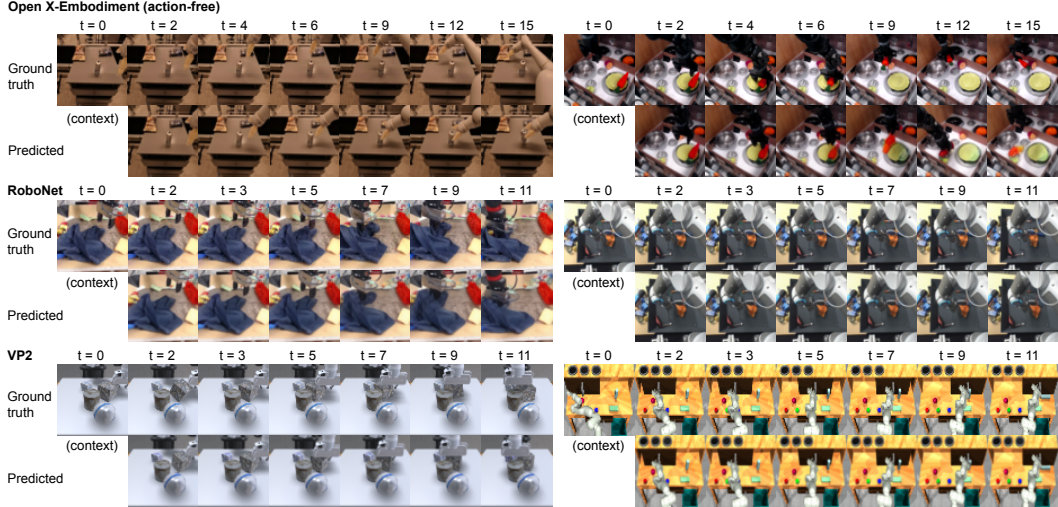 Open X-Embodiment (action-free)
t = 0 t = 2 t = 4 t = 6 t = 9 t = 12 t = 15 t = 0 t = 2 t = 4 t = 6 t = 9 t = 12 t = 15
Ground
truth
(context) (context)
Predicted
RoboNet t = 0 t = 2 t = 3 t = 5 t = 7 t = 9 t = 11 t = 0 t = 2 t = 3 t = 5 t = 7 t = 9 t = 11
Ground
truth
(context) (context)
Predicted
VP2 t = 0 t = 2 t = 3 t = 5 t = 7 t = 9 t = 11 t = 0 t = 2 t = 3 t = 5 t = 7 t = 9 t = 11
Ground
truth
(context) (context)
Predicted